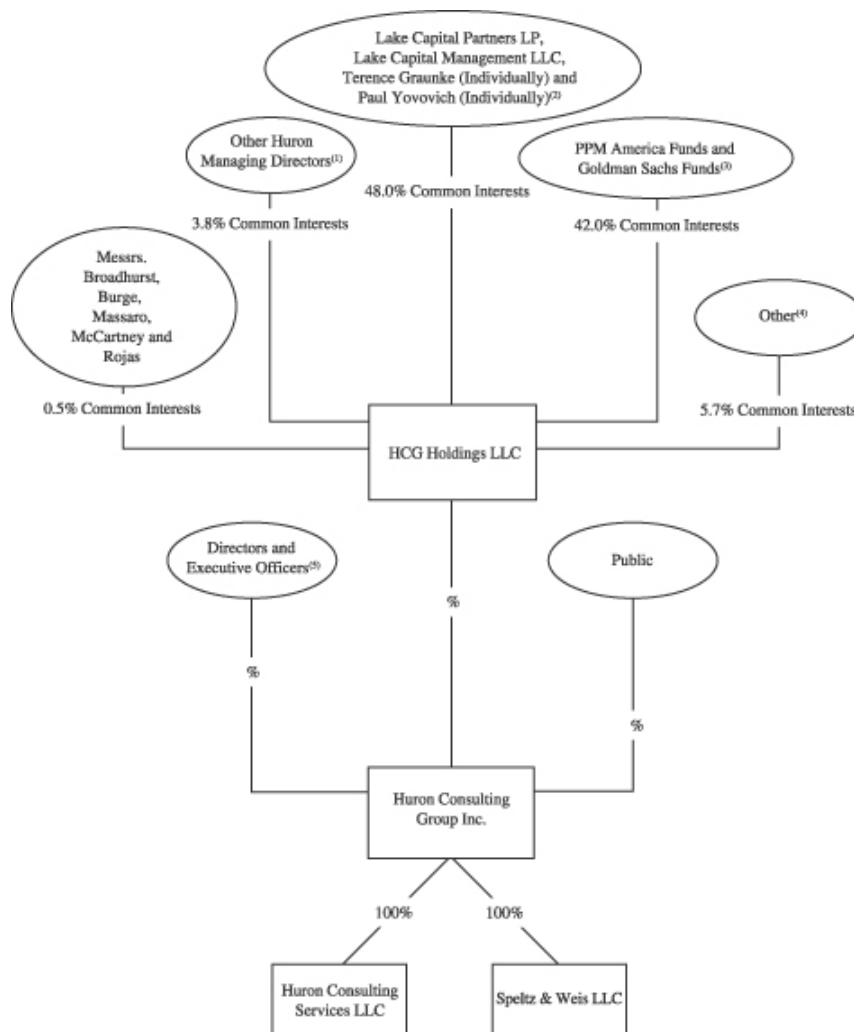 Lake Capital Partners LP,
Lake Capital Management LLC,
Terence Graunke (Individually) and
Paul Yovovich (Individually)(2)
Other Huron
Managing Directors(1)
PPM America Funds and
Goldman Sachs Funds(3)
48.0% Common Interests
3.8% Common Interests
42.0% Common Interests
Messrs.
Broadhurst,
Burge,
Massaro,
McCartney and
Rojas
Other(4)
0.5% Common Interests
5.7% Common Interests
HCG Holdings LLC
Directors and
Executive Officers(5)
Public
%
%
%
Huron Consulting
Group Inc.
100%
100%
Huron Consulting
Services LLC
Speltz & Weis LLC